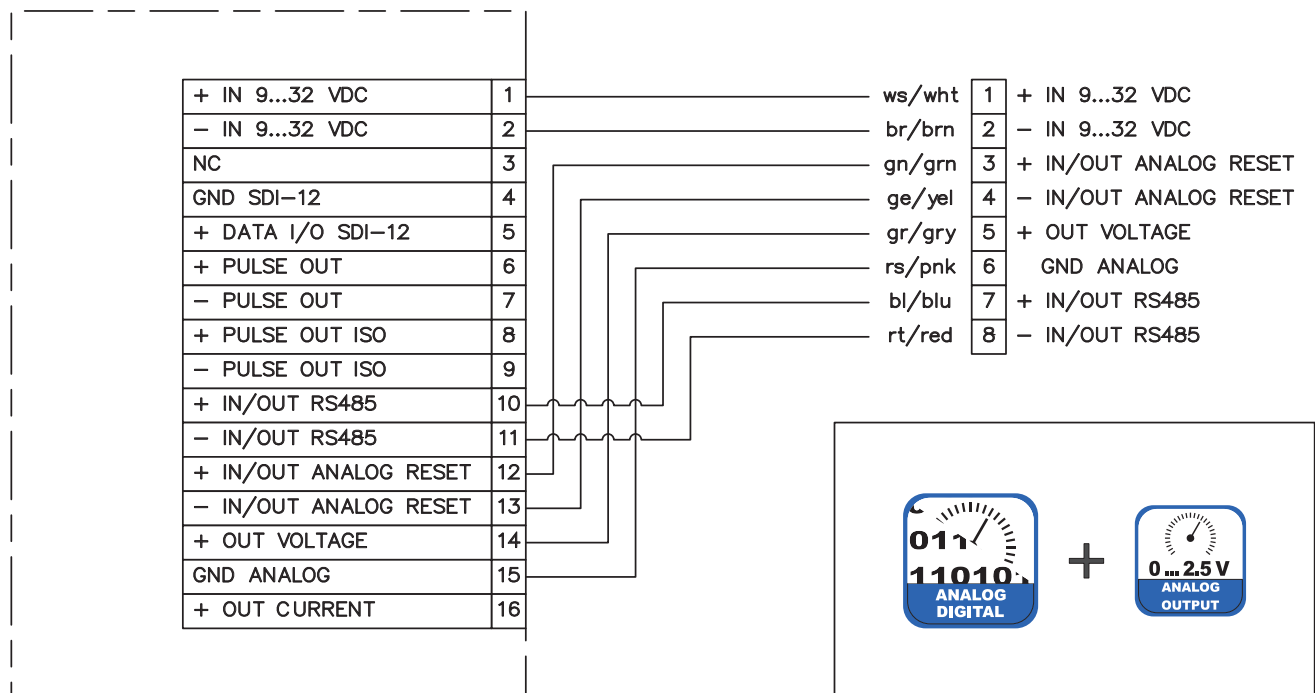 + IN 9...32 VDC 1
- IN 9...32 VDC 2
NC 3
GND SDI-12 4
+ DATA I/O SDI-12 5
+ PULSE OUT 6
- PULSE OUT 7
+ PULSE OUT ISO 8
- PULSE OUT ISO 9
+ IN/OUT RS485 10
- IN/OUT RS485 11
+ IN/OUT ANALOG RESET 12
- IN/OUT ANALOG RESET 13
+ OUT VOLTAGE 14
GND ANALOG 15
+ OUT CURRENT 16
ws/wht 1 + IN 9...32 VDC
br/brn 2 - IN 9...32 VDC
gn/grn 3 + IN/OUT ANALOG RESET
ge/yel 4 - IN/OUT ANALOG RESET
gr/gry 5 + OUT VOLTAGE
rs/pnk 6 GND ANALOG
bl/blu 7 + IN/OUT RS485
rt/red 8 - IN/OUT RS485
011
11010
ANALOG
DIGITAL
+
0 ... 2.5 V
ANALOG
OUTPUT